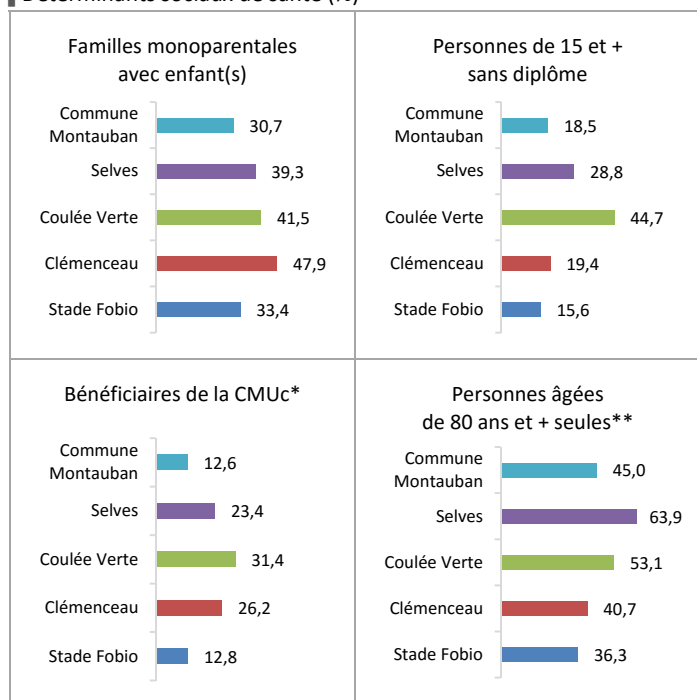 Déterminants sociaux de santé (%)
Familles monoparentales
avec enfant(s)
Commune
Montauban
30,7
Selves
39,3
Coulée Verte
41,5
Clémenceau
47,9
Stade Fobio
33,4
Personnes de 15 et +
sans diplôme
Commune
Montauban
18,5
Selves
28,8
Coulée Verte
44,7
Clémenceau
19,4
Stade Fobio
15,6
Bénéficiaires de la CMUc*
Commune
Montauban
12,6
Selves
23,4
Coulée Verte
31,4
Clémenceau
26,2
Stade Fobio
12,8
Personnes âgées
de 80 ans et + seules**
Commune
Montauban
45,0
Selves
63,9
Coulée Verte
53,1
Clémenceau
40,7
Stade Fobio
36,3